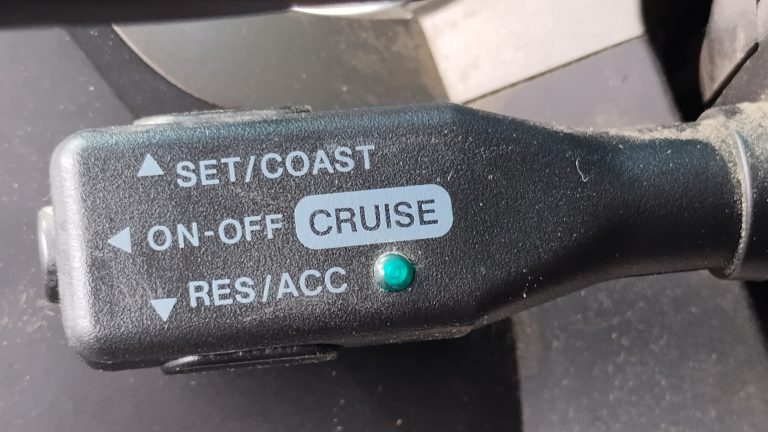 ▲ SET/COAST
◀ ON-OFF CRUISE
▼ RES/ACC